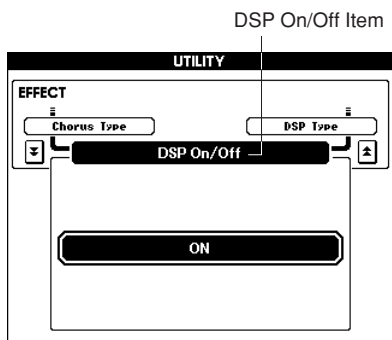 DSP On/Off Item
UTILITY
EFFECT
Chorus Type
DSP Type
DSP On/Off
ON